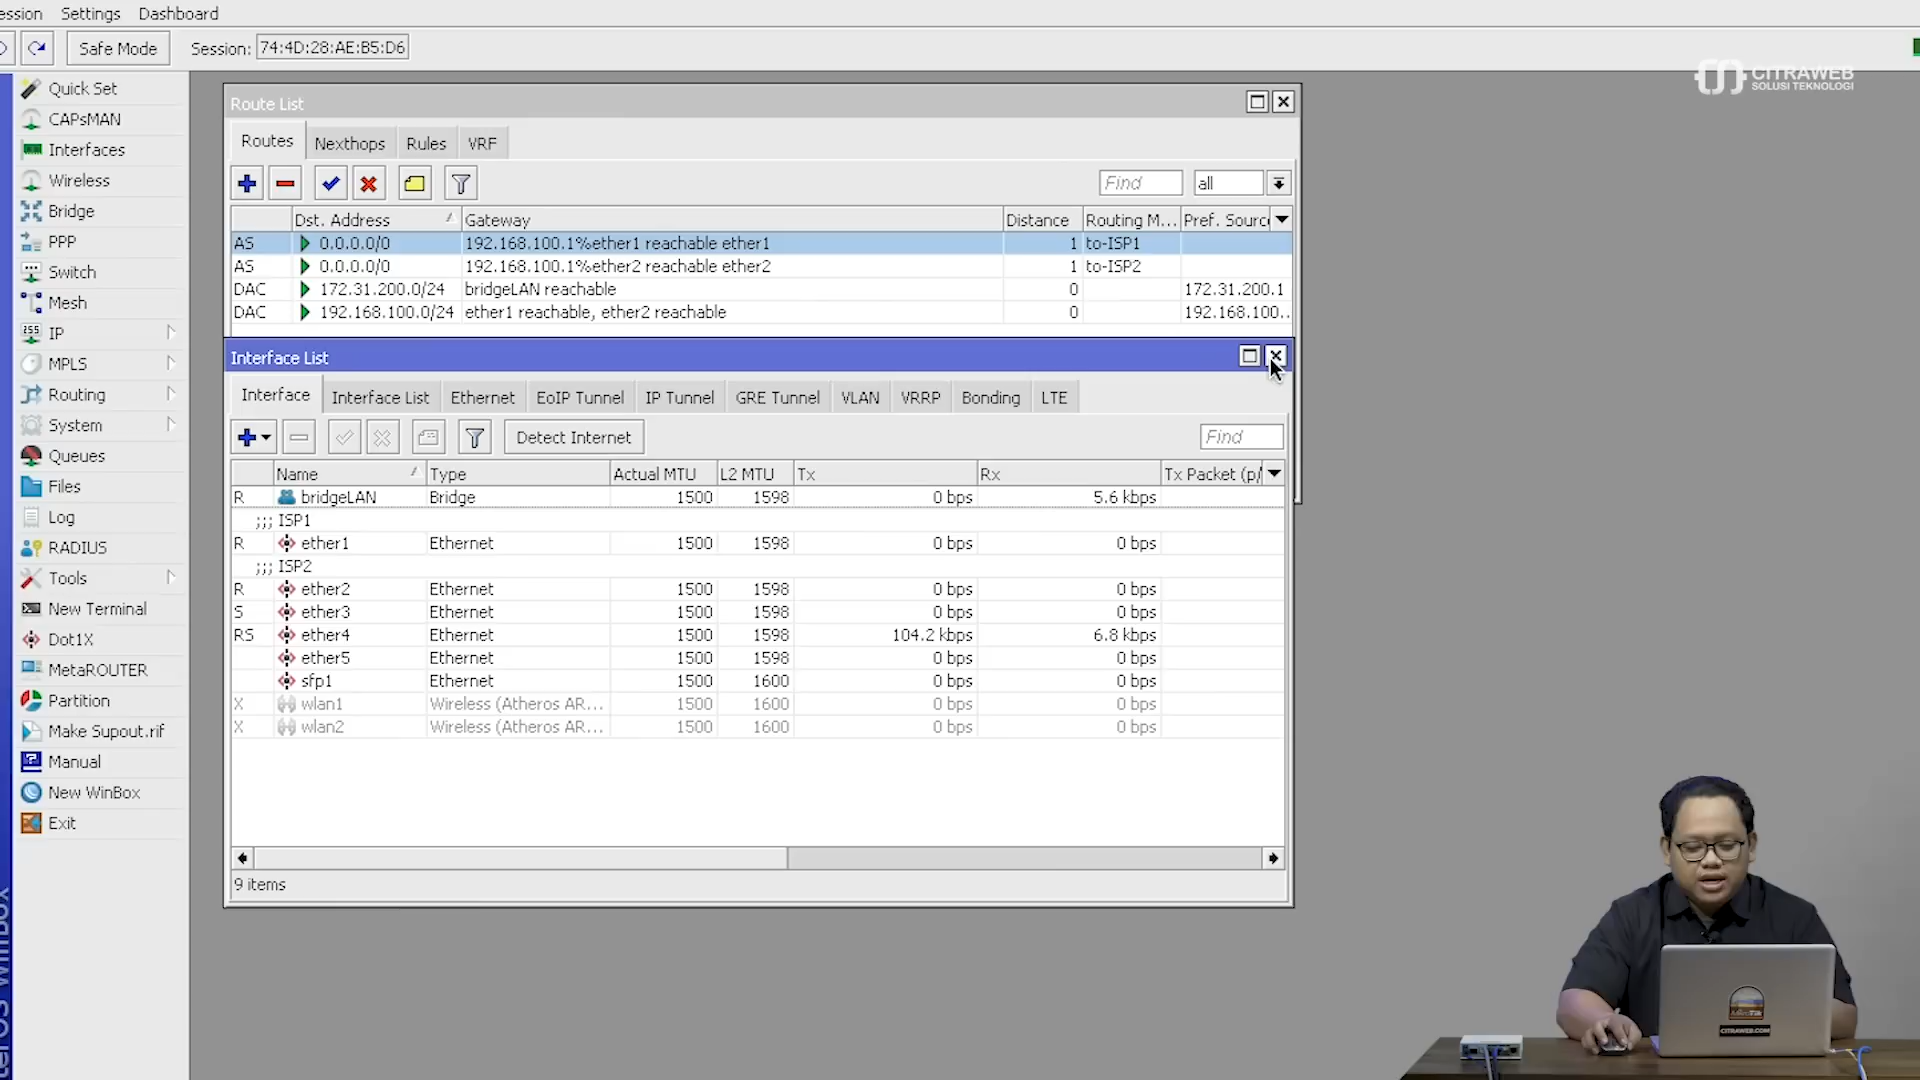 ession Settings Dashboard
Safe Mode Session: 74:4D:28:AE:B5:D6
CITRAWEB
SOLUSI TEKNOLOGI
Quick Set
CAPsMAN
Interfaces
Wireless
Bridge
PPP
Switch
Mesh
IP
MPLS
Routing
System
Queues
Files
Log
RADIUS
Tools
New Terminal
Dot1X
MetaROUTER
Partition
Make Supout.rif
Manual
New WinBox
Exit
terOS WinBox
Route List
Routes Nexthops Rules VRF
Find all
Dst. Address Gateway Distance Routing M... Pref. Sourc
AS 0.0.0.0/0 192.168.100.1%ether1 reachable ether1 1 to-ISP1
AS 0.0.0.0/0 192.168.100.1%ether2 reachable ether2 1 to-ISP2
DAC 172.31.200.0/24 bridgeLAN reachable 0 172.31.200.1
DAC 192.168.100.0/24 ether1 reachable, ether2 reachable 0 192.168.100..
Interface List
Interface Interface List Ethernet EoIP Tunnel IP Tunnel GRE Tunnel VLAN VRRP Bonding LTE
Detect Internet Find
Name Type Actual MTU L2 MTU Tx Rx Tx Packet (p/
R bridgeLAN Bridge 1500 1598 0 bps 5.6 kbps
;;; ISP1
R ether1 Ethernet 1500 1598 0 bps 0 bps
;;; ISP2
R ether2 Ethernet 1500 1598 0 bps 0 bps
S ether3 Ethernet 1500 1598 0 bps 0 bps
RS ether4 Ethernet 1500 1598 104.2 kbps 6.8 kbps
ether5 Ethernet 1500 1598 0 bps 0 bps
sfp1 Ethernet 1500 1600 0 bps 0 bps
X wlan1 Wireless (Atheros AR... 1500 1600 0 bps 0 bps
X wlan2 Wireless (Atheros AR... 1500 1600 0 bps 0 bps
9 items
MikroTik
CITRAWEB.COM